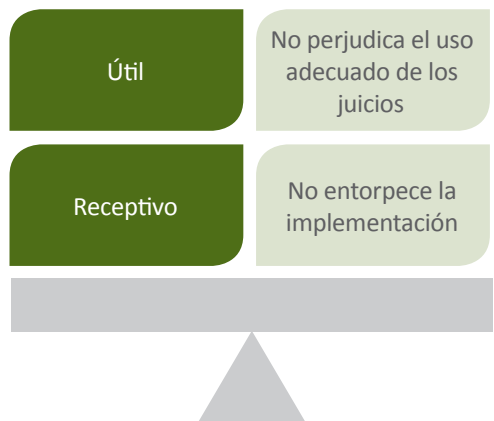 Útil
No perjudica el uso
adecuado de los
juicios
Receptivo
No entorpece la
implementación